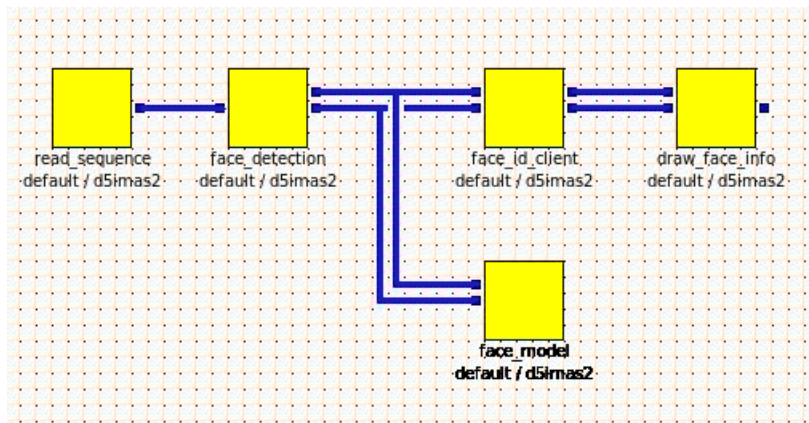 read_sequence
default / d5imas2
face_detection
default / d5imas2
face_id_client
default / d5imas2
draw_face_info
default / d5imas2
face_model
default / d5imas2